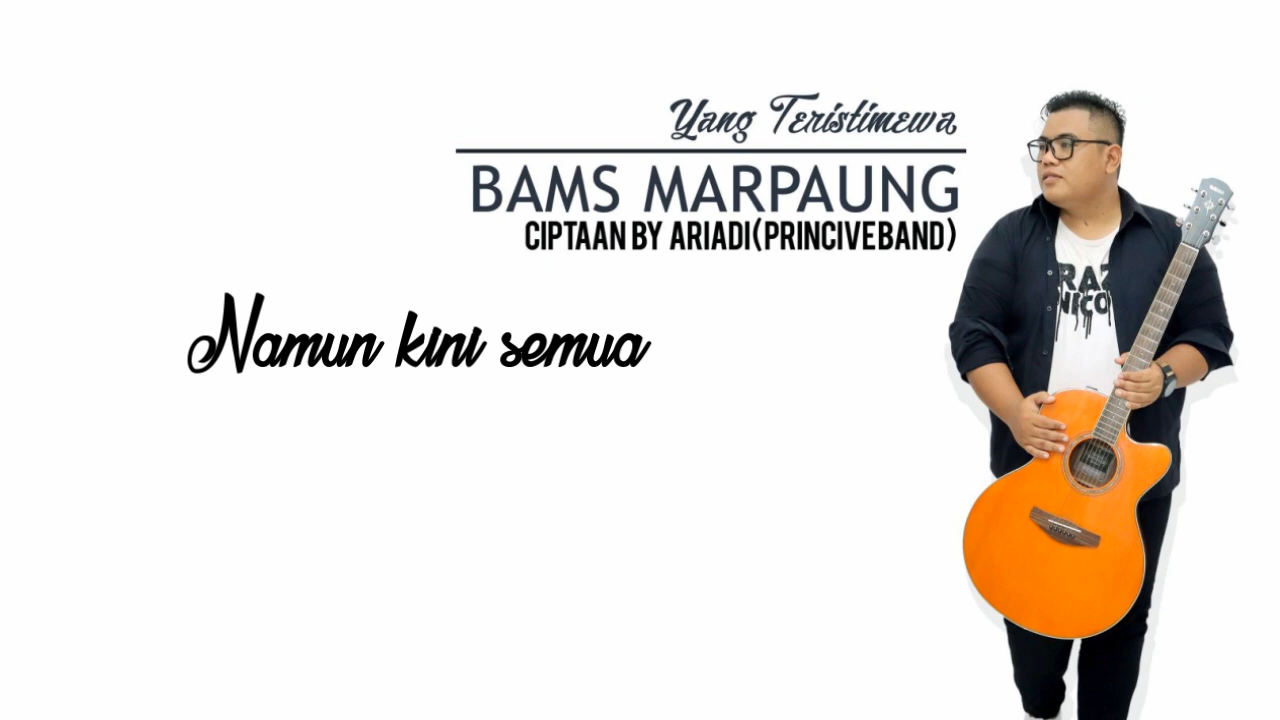 Yang Teristimewa
BAMS MARPAUNG
CIPTAAN BY ARIADI(PRINCIVEBAND)
Namun kini semua